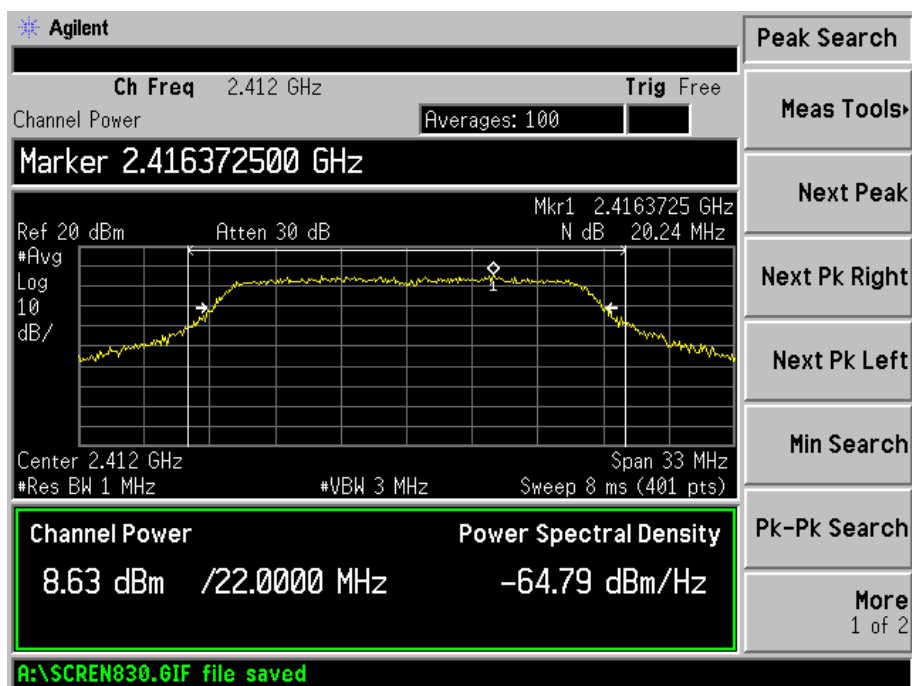 Agilent
Peak Search
Ch Freq 2.412 GHz Trig Free
Channel Power Averages: 100
Meas Tools
Marker 2.416372500 GHz
Mkr1 2.4163725 GHz
Ref 20 dBm Atten 30 dB N dB 20.24 MHz
Next Peak
#Avg
Log
10
dB/
1
Next Pk Right
Next Pk Left
Center 2.412 GHz Span 33 MHz
#Res BW 1 MHz #VBW 3 MHz Sweep 8 ms (401 pts)
Min Search
Channel Power Power Spectral Density
8.63 dBm /22.0000 MHz -64.79 dBm/Hz
Pk-Pk Search
More
1 of 2
A:\SCREN830.GIF file saved